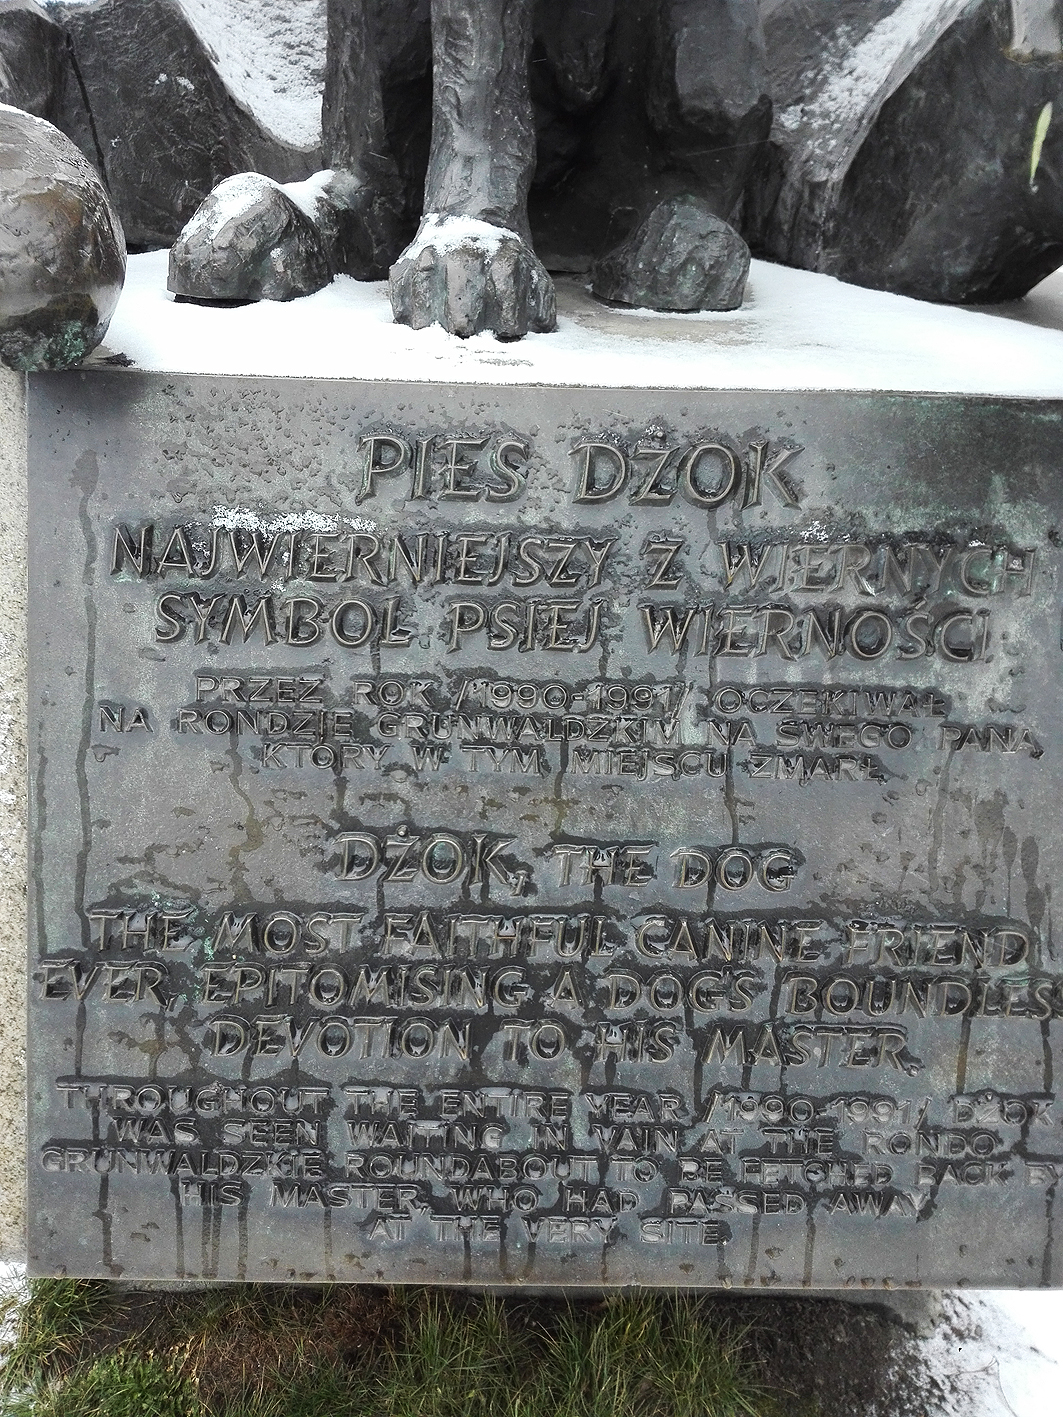 PIES DŻOK
NAJWIERNIEJSZY Z WIERNYCH
SYMBOL PSIEJ WIERNOŚCI
PRZEZ ROK /1990-1991/ OCZEKIWAŁ
NA RONDZIE GRUNWALDZKIM NA SWEGO PANA,
KTÓRY W TYM MIEJSCU ZMARŁ.
DŻOK, THE DOG
THE MOST FAITHFUL CANINE FRIEND
EVER, EPITOMISING A DOG'S BOUNDLES
DEVOTION TO HIS MASTER.
THROUGHOUT THE ENTIRE YEAR /1990-1991/ DŻOK
WAS SEEN WAITING IN VAIN AT THE RONDO
GRUNWALDZKIE ROUNDABOUT TO BE FETCHED BACK BY
HIS MASTER, WHO HAD PASSED AWAY
AT THE VERY SITE.